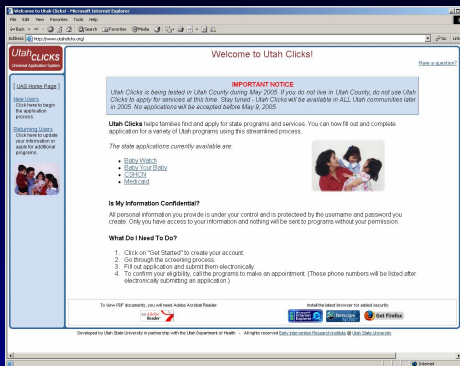 Welcome to Utah Clicks! - Microsoft Internet Explorer
File Edit View Favorites Tools Help
Back Search Favorites Media
Address http://www.utahclicks.org/ Go Links
Utah CLICKS
Universal Application System
Welcome to Utah Clicks!
Have a question?
[ UAS Home Page ]
New Users
Click here to begin
the application
process.
Returning Users
Click here to update
your information or
apply for additional
programs.
IMPORTANT NOTICE
Utah Clicks is being tested in Utah County during May 2005. If you do not live in Utah County, do not use Utah
Clicks to apply for services at this time. Stay tuned - Utah Clicks will be available in ALL Utah communities later
in 2005. No applications will be accepted before May 9, 2005.
Utah Clicks helps families find and apply for state programs and services. You can now fill out and complete
application for a variety of Utah programs using this streamlined process.
The state applications currently available are:
Baby Watch
Baby Your Baby
CSHCN
Medicaid
Is My Information Confidential?
All personal information you provide is under your control and is protected by the username and password you
create. Only you have access to your information and nothing will be sent to programs without your permission.
What Do I Need To Do?
1. Click on "Get Started" to create your account.
2. Go through the screening process.
3. Fill out application and submit them electronically.
4. To confirm your eligibility, call the programs to make an appointment. (These phone numbers will be listed after
electronically submitting an application.)
To view PDF documents, you will need Adobe Acrobat Reader:
Install the latest browser for added security:
Get Adobe Reader
Internet Explorer
Netscape
Get Firefox
Developed by Utah State University in partnership with the Utah Department of Health - All rights reserved Early Intervention Research Institute @ Utah State University
Internet